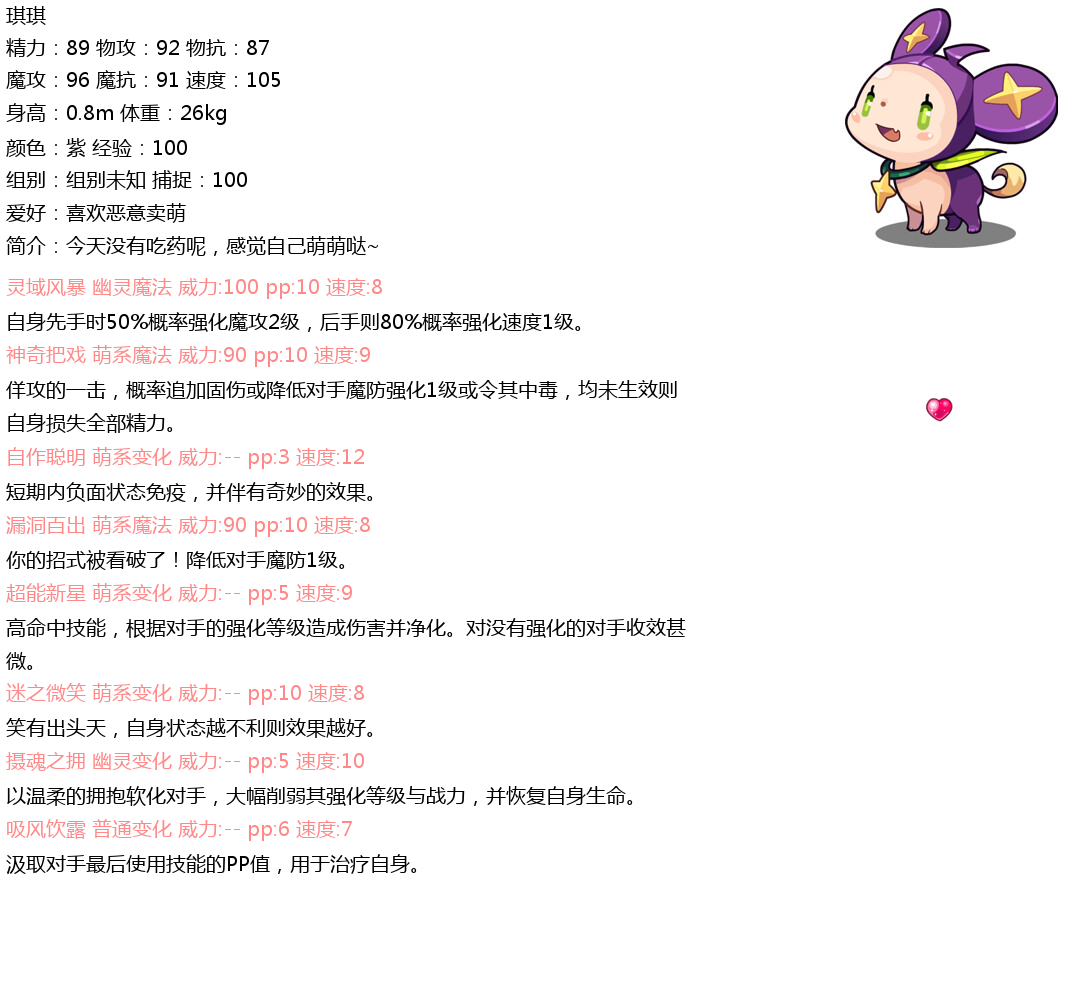 琪琪
精力：89 物攻：92 物抗：87
魔攻：96 魔抗：91 速度：105
身高：0.8m 体重：26kg
颜色：紫 经验：100
组别：组别未知 捕捉：100
爱好：喜欢恶意卖萌
简介：今天没有吃药呢，感觉自己萌萌哒~
灵域风暴 幽灵魔法 威力:100 pp:10 速度:8
自身先手时50%概率强化魔攻2级，后手则80%概率强化速度1级。
神奇把戏 萌系魔法 威力:90 pp:10 速度:9
佯攻的一击，概率追加固伤或降低对手魔防强化1级或令其中毒，均未生效则
自身损失全部精力。
自作聪明 萌系变化 威力:-- pp:3 速度:12
短期内负面状态免疫，并伴有奇妙的效果。
漏洞百出 萌系魔法 威力:90 pp:10 速度:8
你的招式被看破了！降低对手魔防1级。
超能新星 萌系变化 威力:-- pp:5 速度:9
高命中技能，根据对手的强化等级造成伤害并净化。对没有强化的对手收效甚
微。
迷之微笑 萌系变化 威力:-- pp:10 速度:8
笑有出头天，自身状态越不利则效果越好。
摄魂之拥 幽灵变化 威力:-- pp:5 速度:10
以温柔的拥抱软化对手，大幅削弱其强化等级与战力，并恢复自身生命。
吸风饮露 普通变化 威力:-- pp:6 速度:7
汲取对手最后使用技能的PP值，用于治疗自身。